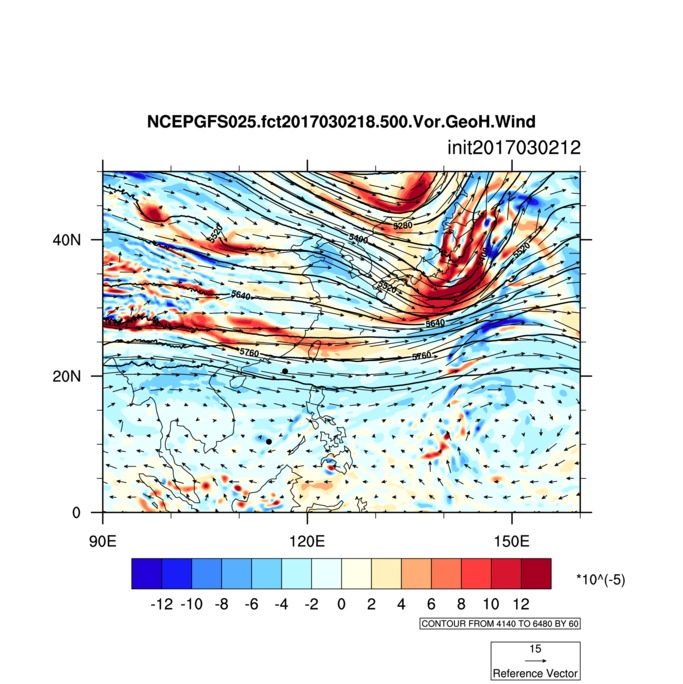 NCEPGFS025.fct2017030218.500.Vor.GeoH.Wind
init2017030212
5280
5400
5520
40N
5520
5520
5640
5640
5760
5760
20N
0
90E 120E 150E
-12 -10 -8 -6 -4 -2 0 2 4 6 8 10 12
*10^(-5)
CONTOUR FROM 4140 TO 6480 BY 60
15
Reference Vector